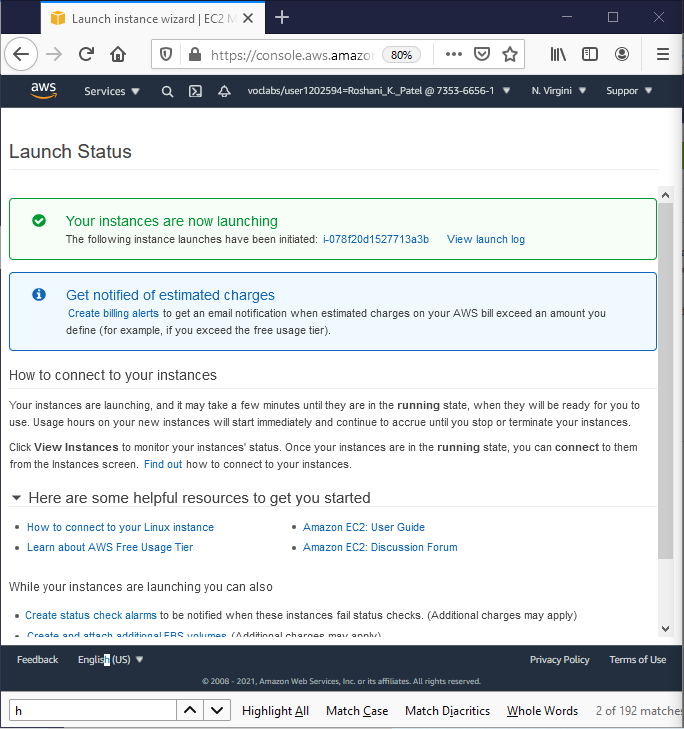 Launch instance wizard | EC2 M
https://console.aws.amazon 80%
aws Services voclabs/user1202594=Roshani_K._Patel @ 7353-6656-1 N. Virgini Suppor
Launch Status
Your instances are now launching
The following instance launches have been initiated: i-078f20d1527713a3b View launch log
Get notified of estimated charges
Create billing alerts to get an email notification when estimated charges on your AWS bill exceed an amount you
define (for example, if you exceed the free usage tier).
How to connect to your instances
Your instances are launching, and it may take a few minutes until they are in the running state, when they will be ready for you to
use. Usage hours on your new instances will start immediately and continue to accrue until you stop or terminate your instances.
Click View Instances to monitor your instances' status. Once your instances are in the running state, you can connect to them
from the Instances screen. Find out how to connect to your instances.
Here are some helpful resources to get you started
• How to connect to your Linux instance • Amazon EC2: User Guide
• Learn about AWS Free Usage Tier • Amazon EC2: Discussion Forum
While your instances are launching you can also
• Create status check alarms to be notified when these instances fail status checks. (Additional charges may apply)
• Create and attach additional EBS volumes (Additional charges may apply)
Feedback English (US) Privacy Policy Terms of Use
© 2008 - 2021, Amazon Web Services, Inc. or its affiliates. All rights reserved.
h Highlight All Match Case Match Diacritics Whole Words 2 of 192 matches